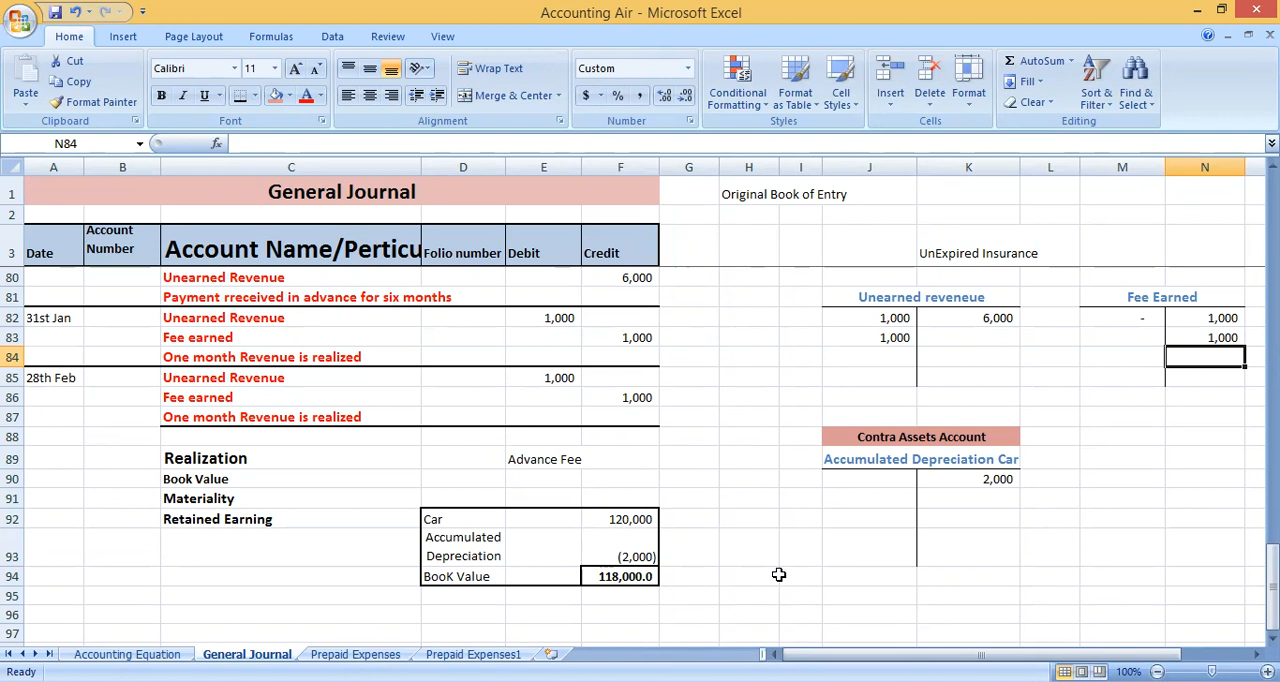 Accounting Air - Microsoft Excel
Home Insert Page Layout Formulas Data Review View
Paste Cut Copy Format Painter Clipboard
Calibri 11 A A B I U A Font
Wrap Text Merge & Center Alignment
Custom $ % , .0 .00 .00 .0 Number
Conditional Formatting Format as Table Cell Styles Styles
Insert Delete Format Cells
Σ AutoSum Fill Clear Sort & Filter Find & Select Editing
N84 fx
A B C D E F G H I J K L M N
1 General Journal Original Book of Entry
2
3 Date Account Number Account Name/Perticu Folio number Debit Credit UnExpired Insurance
80 Unearned Revenue 6,000
81 Payment rreceived in advance for six months Unearned reveneue Fee Earned
82 31st Jan Unearned Revenue 1,000 1,000 6,000 - 1,000
83 Fee earned 1,000 1,000 1,000
84 One month Revenue is realized
85 28th Feb Unearned Revenue 1,000
86 Fee earned 1,000
87 One month Revenue is realized
88 Contra Assets Account
89 Realization Advance Fee Accumulated Depreciation Car
90 Book Value 2,000
91 Materiality
92 Retained Earning Car 120,000
93 Accumulated Depreciation (2,000)
94 BooK Value 118,000.0
95
96
97
Accounting Equation General Journal Prepaid Expenses Prepaid Expenses1
Ready 100%